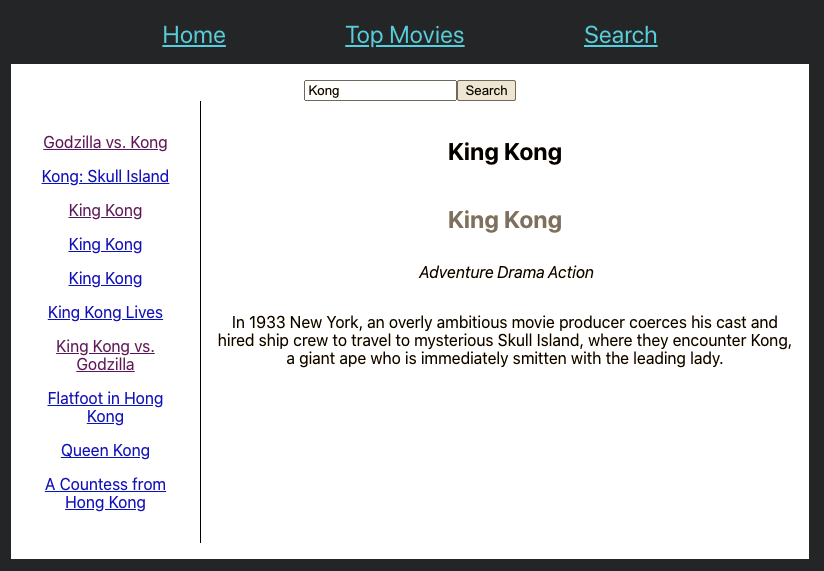 Home Top Movies Search
Kong Search
Godzilla vs. Kong
Kong: Skull Island
King Kong
King Kong
King Kong
King Kong Lives
King Kong vs.
Godzilla
Flatfoot in Hong
Kong
Queen Kong
A Countess from
Hong Kong
King Kong
King Kong
Adventure Drama Action
In 1933 New York, an overly ambitious movie producer coerces his cast and
hired ship crew to travel to mysterious Skull Island, where they encounter Kong,
a giant ape who is immediately smitten with the leading lady.